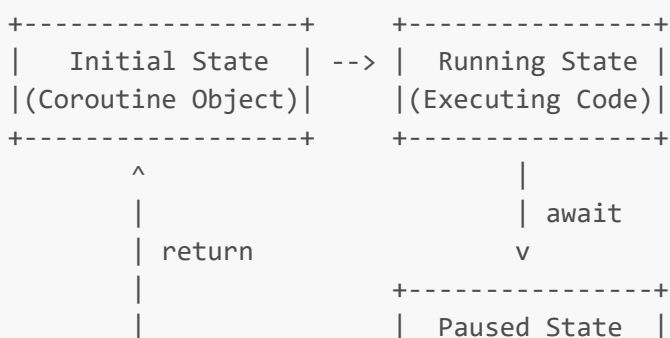 +------------------+     +----------------+
|   Initial State  | --> |  Running State |
|(Coroutine Object)|     |(Executing Code)|
+------------------+     +----------------+
        ^                       |
        |                       | await
        | return                v
        |               +----------------+
        |               |  Paused State  |